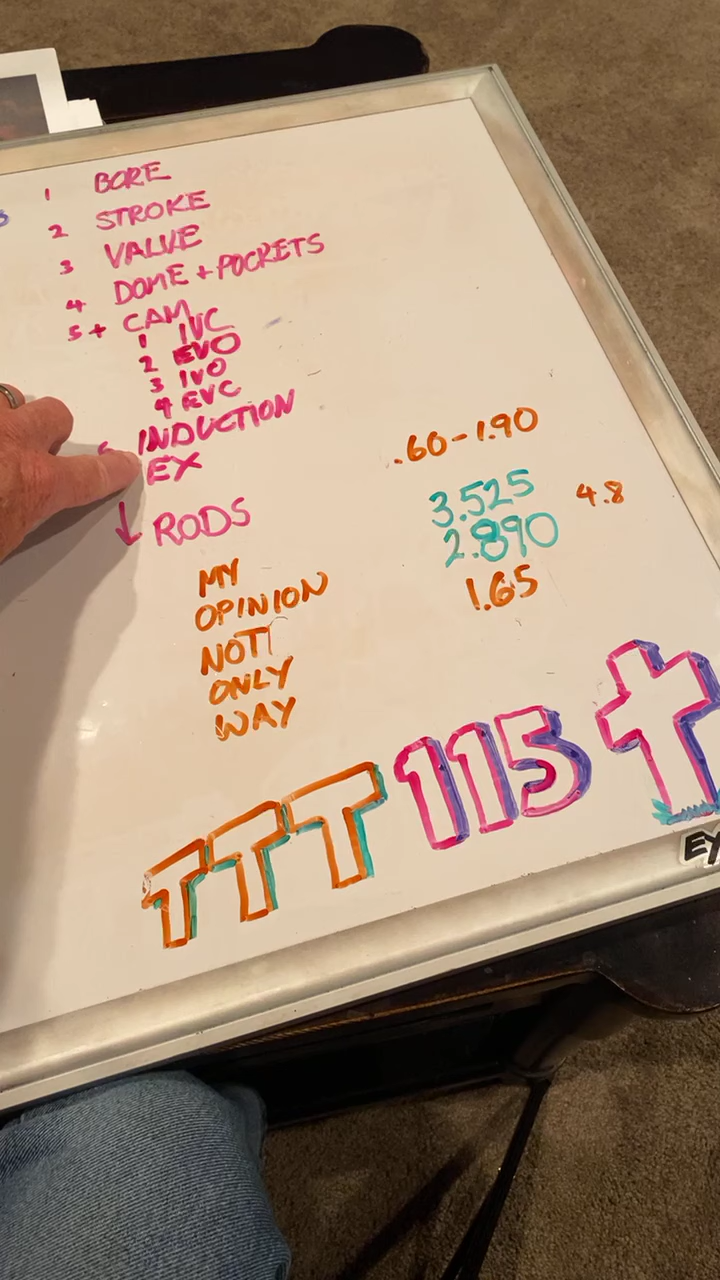 1 BORE
2 STROKE
3 VALVE
4 DOME + POCKETS
5+ CAM
1 IVC
2 EVO
3 IVO
4 EVC
INDUCTION
EX
↓ RODS
MY
OPINION
NOT
ONLY
WAY
.60-1.90
3.525 4.8
2.890
1.65
TTT 115
EY